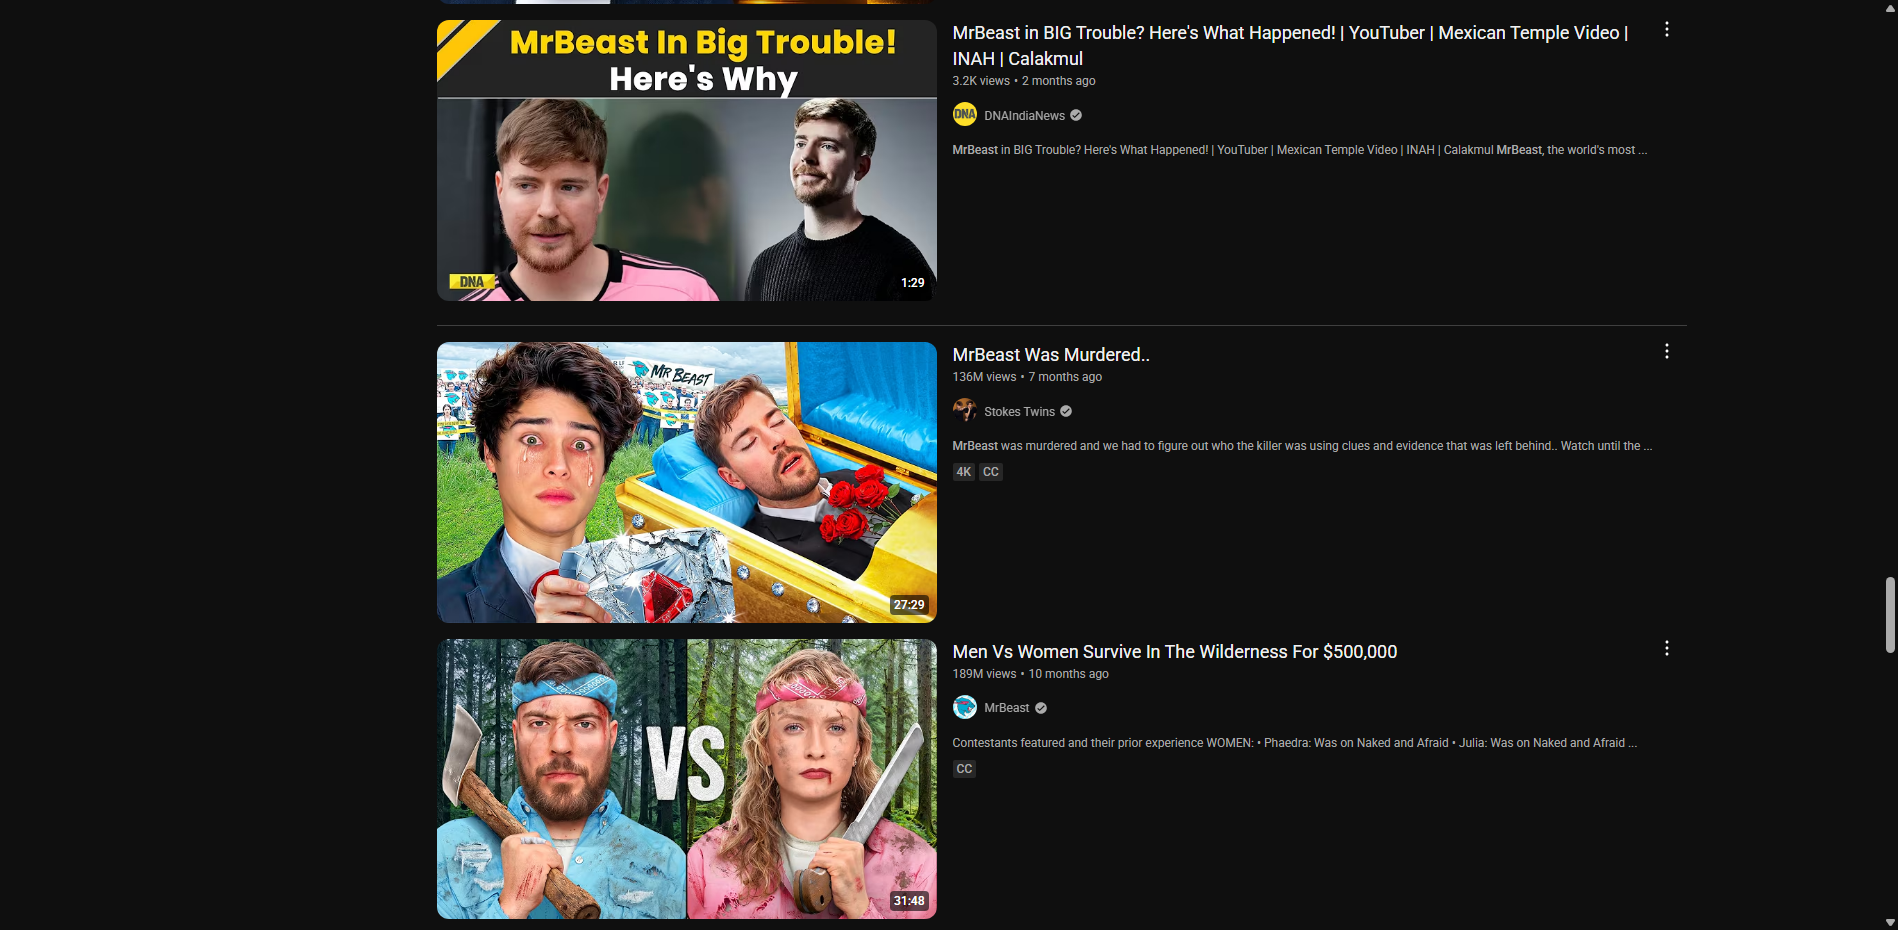 MrBeast In Big Trouble!
Here's Why
DNA
1:29
MrBeast in BIG Trouble? Here's What Happened! | YouTuber | Mexican Temple Video |
INAH | Calakmul
3.2K views • 2 months ago
DNA
DNAIndiaNews
MrBeast in BIG Trouble? Here's What Happened! | YouTuber | Mexican Temple Video | INAH | Calakmul MrBeast, the world's most ...
MR BEAST
27:29
MrBeast Was Murdered..
136M views • 7 months ago
Stokes Twins
MrBeast was murdered and we had to figure out who the killer was using clues and evidence that was left behind.. Watch until the ...
4K CC
VS
31:48
Men Vs Women Survive In The Wilderness For $500,000
189M views • 10 months ago
MrBeast
Contestants featured and their prior experience WOMEN: • Phaedra: Was on Naked and Afraid • Julia: Was on Naked and Afraid ...
CC